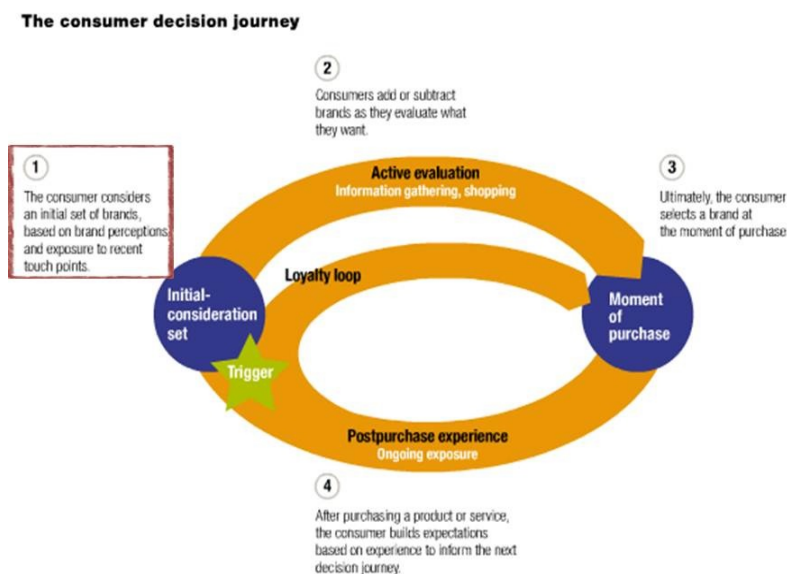 The consumer decision journey
2
Consumers add or subtract
brands as they evaluate what
they want.
1
The consumer considers
an initial set of brands,
based on brand perceptions
and exposure to recent
touch points.
Active evaluation
Information gathering, shopping
3
Ultimately, the consumer
selects a brand at
the moment of purchase
Loyalty loop
Initial-
consideration
set
Moment
of
purchase
Trigger
Postpurchase experience
Ongoing exposure
4
After purchasing a product or service,
the consumer builds expectations
based on experience to inform the next
decision journey.